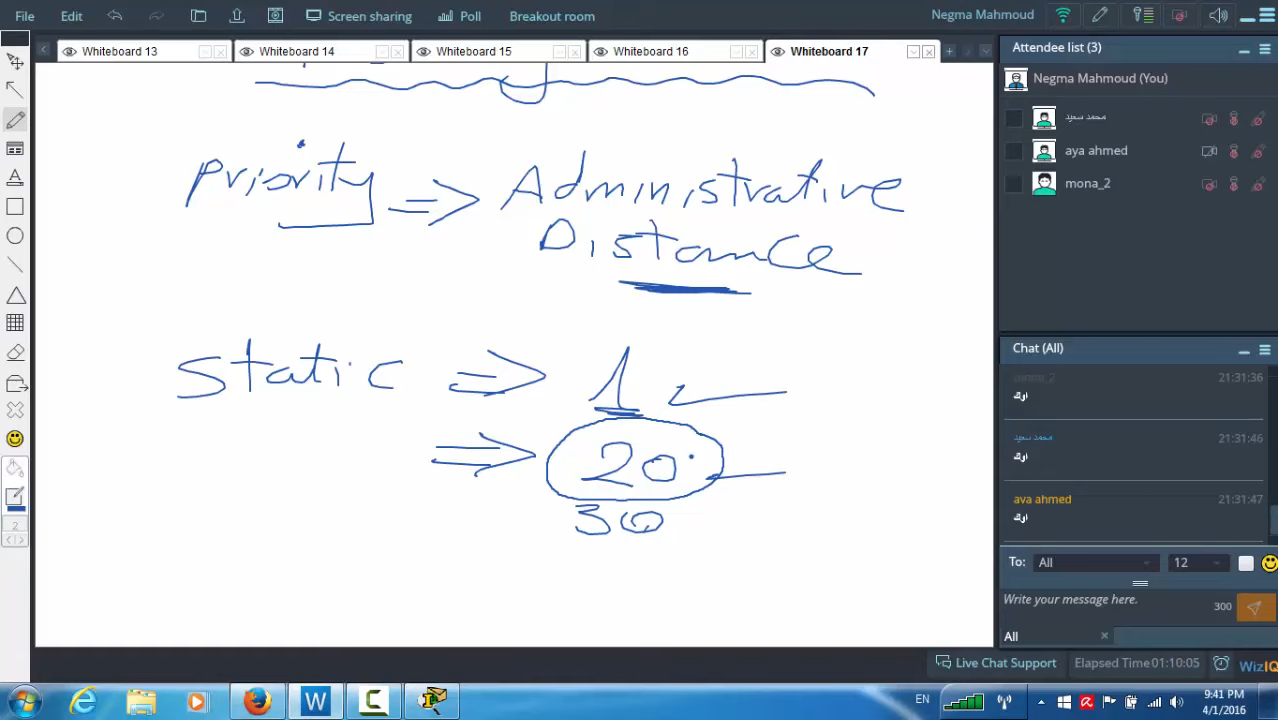 File Edit Screen sharing Poll Breakout room Negma Mahmoud
Whiteboard 13 Whiteboard 14 Whiteboard 15 Whiteboard 16 Whiteboard 17
Attendee list (3)
Negma Mahmoud (You)
محمد سعيد
aya ahmed
mona_2
Priority => Administrative
Distance
static => 1
=> 20
30
Chat (All)
mona_2 21:31:36
اوك
محمد سعيد 21:31:46
اوك
aya ahmed 21:31:47
اوك
To: All 12
Write your message here. 300
All
2
Live Chat Support Elapsed Time 01:10:05 WizIQ
W C EN 9:41 PM
4/1/2016